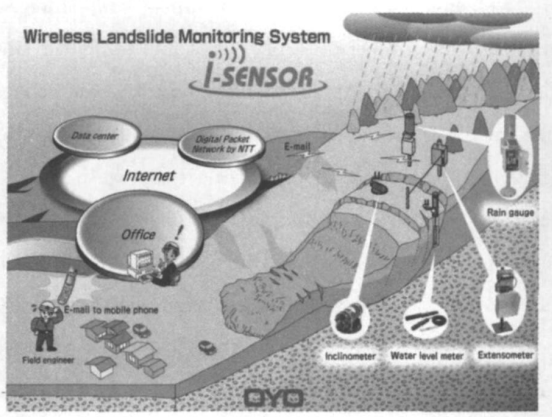 Wireless Landslide Monitoring System
i-SENSOR
Data center
Digital Packet
Network by NTT
E-mail
Internet
Rain gauge
Office
E-mail to mobile phone
Field engineer
Inclinometer
Water level meter
Extensometer
OYO